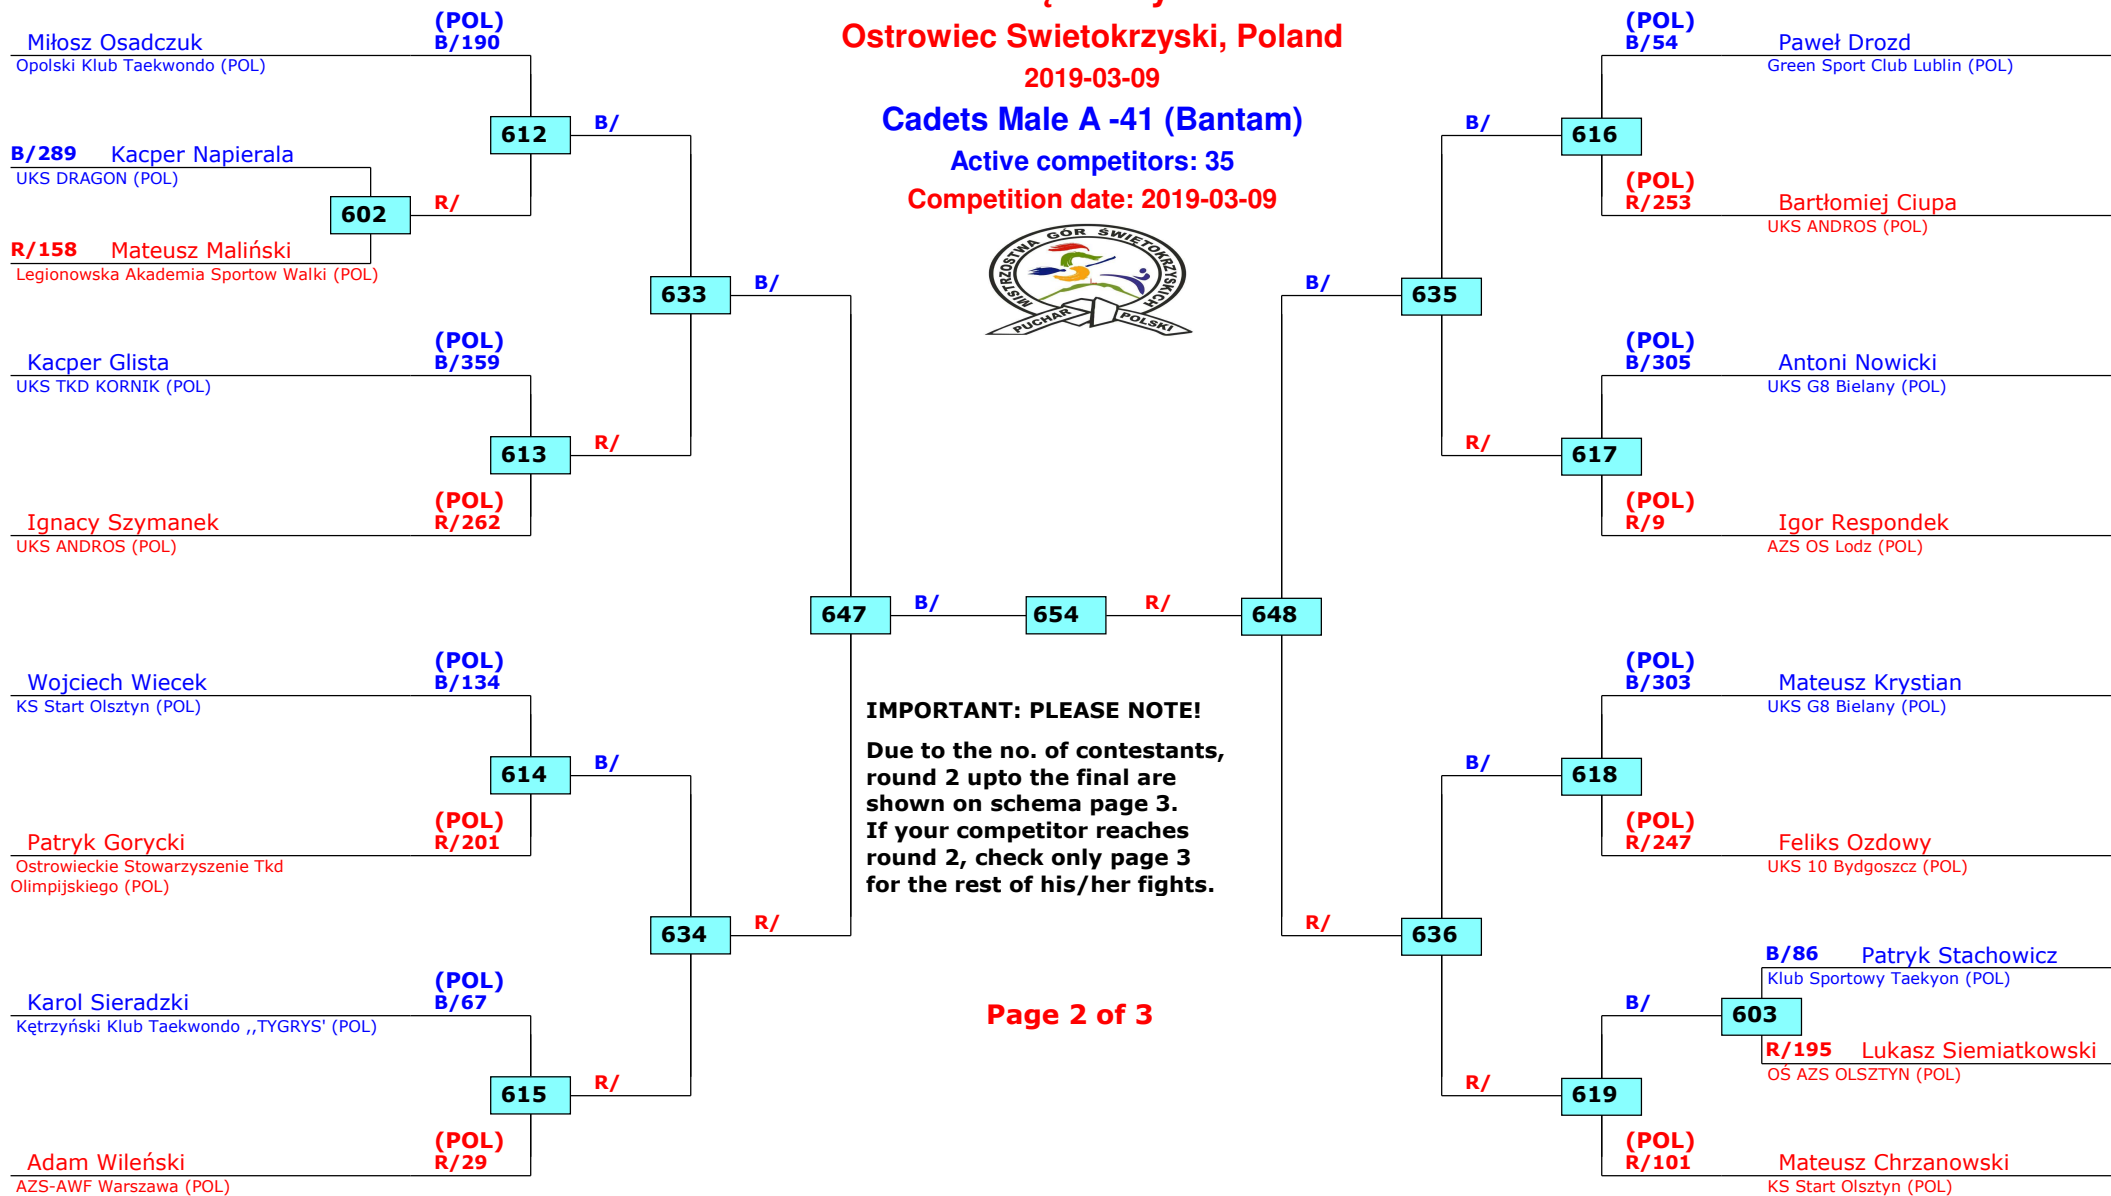 Ostrowiec Swietokrzyski, Poland
2019-03-09
Cadets Male A -41 (Bantam)
Active competitors: 35
Competition date: 2019-03-09
MISTRZOSTWA GÓR ŚWIĘTOKRZYSKICH
PUCHAR POLSKI
(POL)
Miłosz Osadczuk B/190
Opolski Klub Taekwondo (POL)
612 B/
B/289 Kacper Napierala
UKS DRAGON (POL)
602 R/
R/158 Mateusz Maliński
Legionowska Akademia Sportow Walki (POL)
633 B/
(POL)
Kacper Glista B/359
UKS TKD KORNIK (POL)
613 R/
(POL)
Ignacy Szymanek R/262
UKS ANDROS (POL)
647 B/ 654 R/ 648
(POL)
Wojciech Wiecek B/134
KS Start Olsztyn (POL)
614 B/
(POL)
Patryk Gorycki R/201
Ostrowieckie Stowarzyszenie Tkd
Olimpijskiego (POL)
634 R/
(POL)
Karol Sieradzki B/67
Kętrzyński Klub Taekwondo ,,TYGRYS' (POL)
615 R/
(POL)
Adam Wileński R/29
AZS-AWF Warszawa (POL)
IMPORTANT: PLEASE NOTE!
Due to the no. of contestants,
round 2 upto the final are
shown on schema page 3.
If your competitor reaches
round 2, check only page 3
for the rest of his/her fights.
Page 2 of 3
(POL)
B/54 Paweł Drozd
Green Sport Club Lublin (POL)
B/ 616
(POL)
R/253 Bartłomiej Ciupa
UKS ANDROS (POL)
B/ 635
(POL)
B/305 Antoni Nowicki
UKS G8 Bielany (POL)
R/ 617
(POL)
R/9 Igor Respondek
AZS OS Lodz (POL)
(POL)
B/303 Mateusz Krystian
UKS G8 Bielany (POL)
B/ 618
(POL)
R/247 Feliks Ozdowy
UKS 10 Bydgoszcz (POL)
R/ 636
B/86 Patryk Stachowicz
Klub Sportowy Taekyon (POL)
B/ 603
R/195 Lukasz Siemiatkowski
OŚ AZS OLSZTYN (POL)
R/ 619
(POL)
R/101 Mateusz Chrzanowski
KS Start Olsztyn (POL)